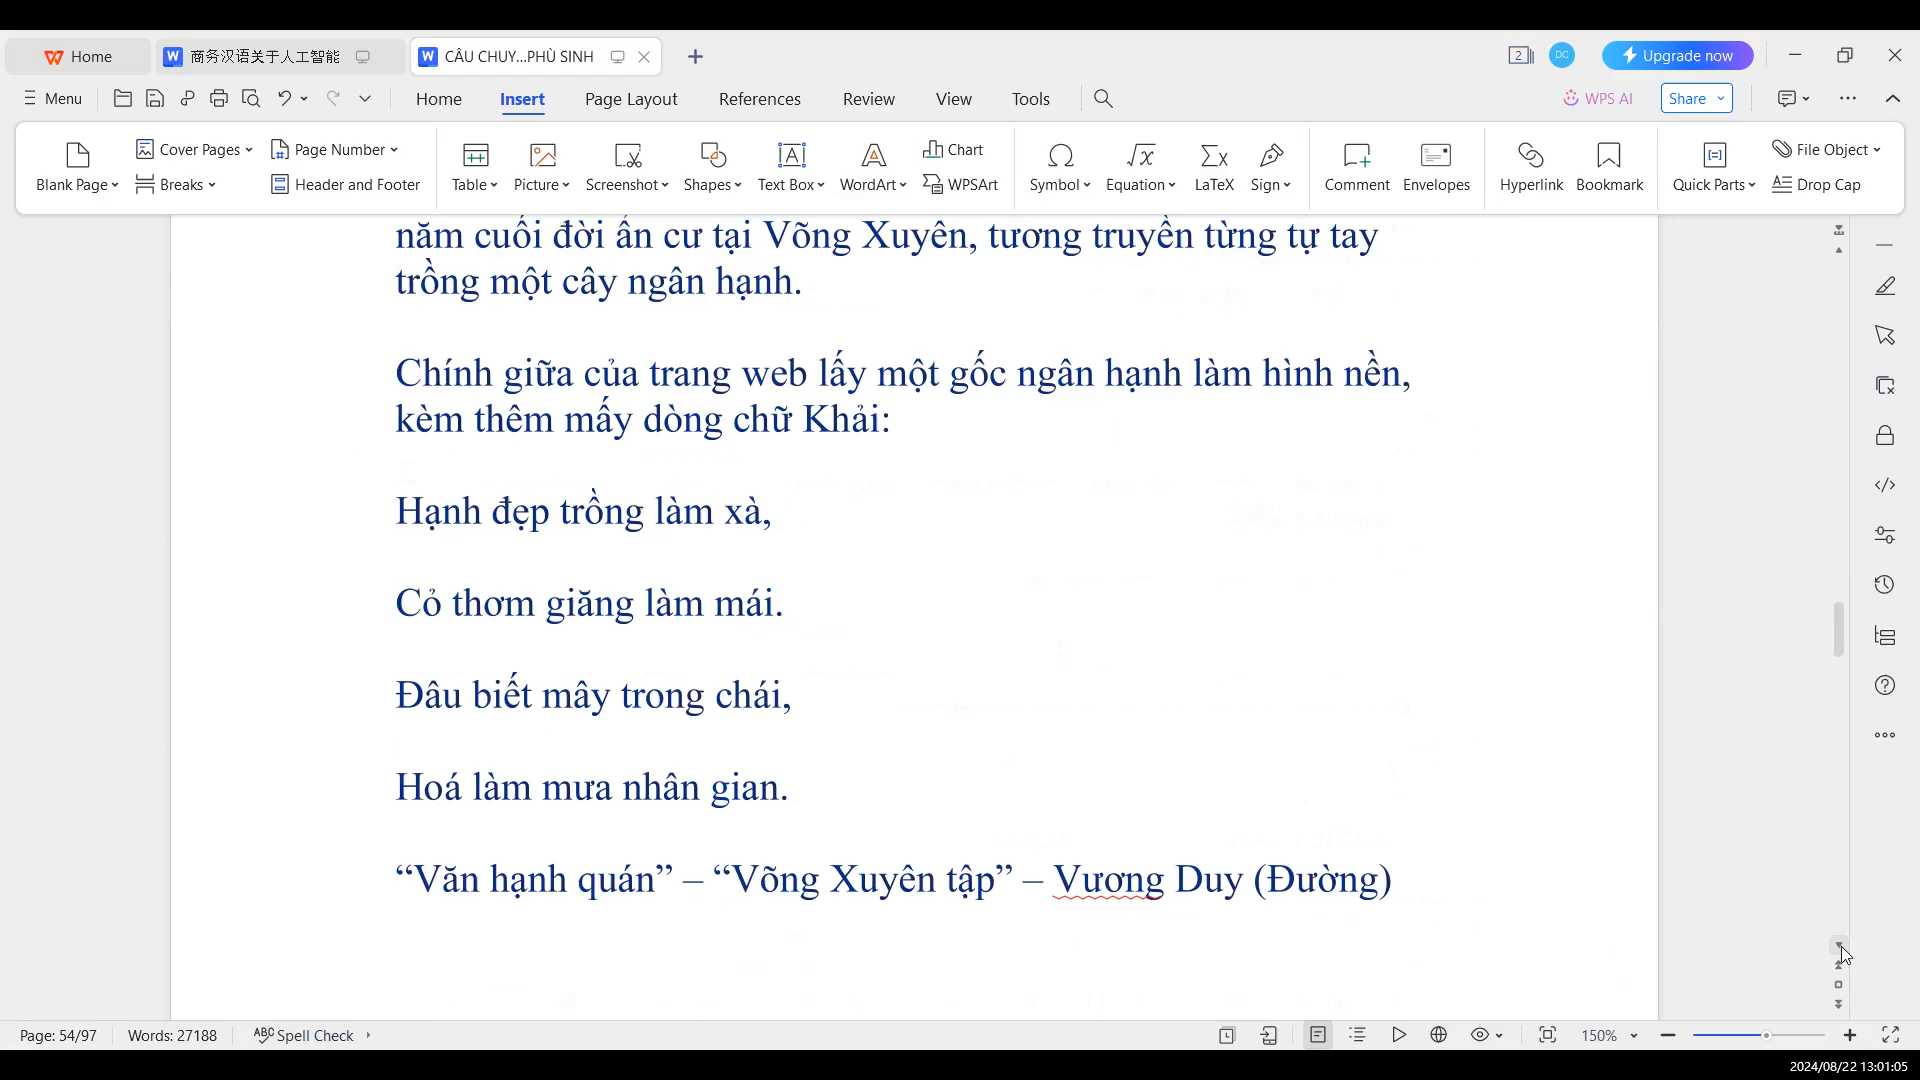 Home
商务汉语关于人工智能
CÂU CHUY...PHÙ SINH
2
DC
Upgrade now
Menu
Home
Insert
Page Layout
References
Review
View
Tools
WPS AI
Share
Blank Page
Cover Pages
Breaks
Page Number
Header and Footer
Table
Picture
Screenshot
Shapes
Text Box
WordArt
Chart
WPSArt
Symbol
Equation
LaTeX
Sign
Comment
Envelopes
Hyperlink
Bookmark
Quick Parts
File Object
Drop Cap
năm cuối đời ẩn cư tại Võng Xuyên, tương truyền từng tự tay
trồng một cây ngân hạnh.
Chính giữa của trang web lấy một gốc ngân hạnh làm hình nền,
kèm thêm mấy dòng chữ Khải:
Hạnh đẹp trồng làm xà,
Cỏ thơm giăng làm mái.
Đâu biết mây trong chái,
Hoá làm mưa nhân gian.
“Văn hạnh quán” – “Võng Xuyên tập” – Vương Duy (Đường)
Page: 54/97
Words: 27188
Spell Check
150%
2024/08/22 13:01:05